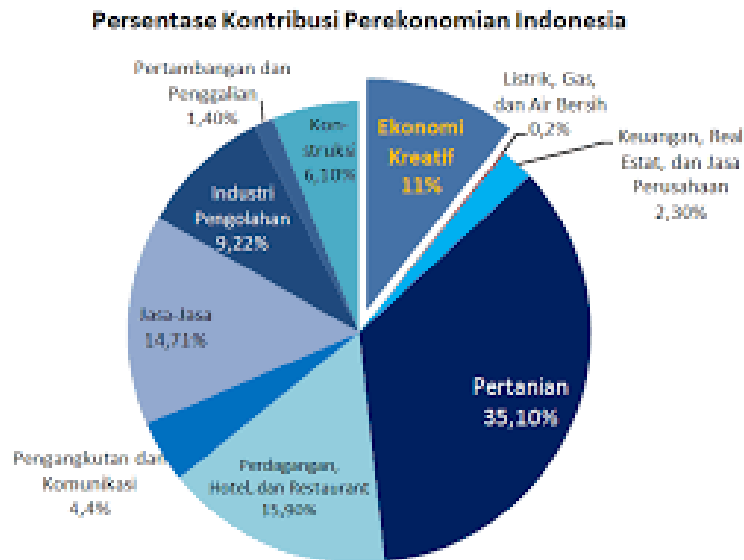 Persentase Kontribusi Perekonomian Indonesia
Pertambangan dan
Penggalian
1,40%
Kon-
struksi
6,10%
Ekonomi
Kreatif
11%
Listrik, Gas,
dan Air Bersih
0,2%
Keuangan, Real
Estat, dan Jasa
Perusahaan
2,30%
Industri
Pengolahan
9,22%
Jasa-Jasa
14,71%
Pertanian
35,10%
Pengangkutan dan
Komunikasi
4,4%
Perdagangan,
Hotel, dan Restaurant
15,90%